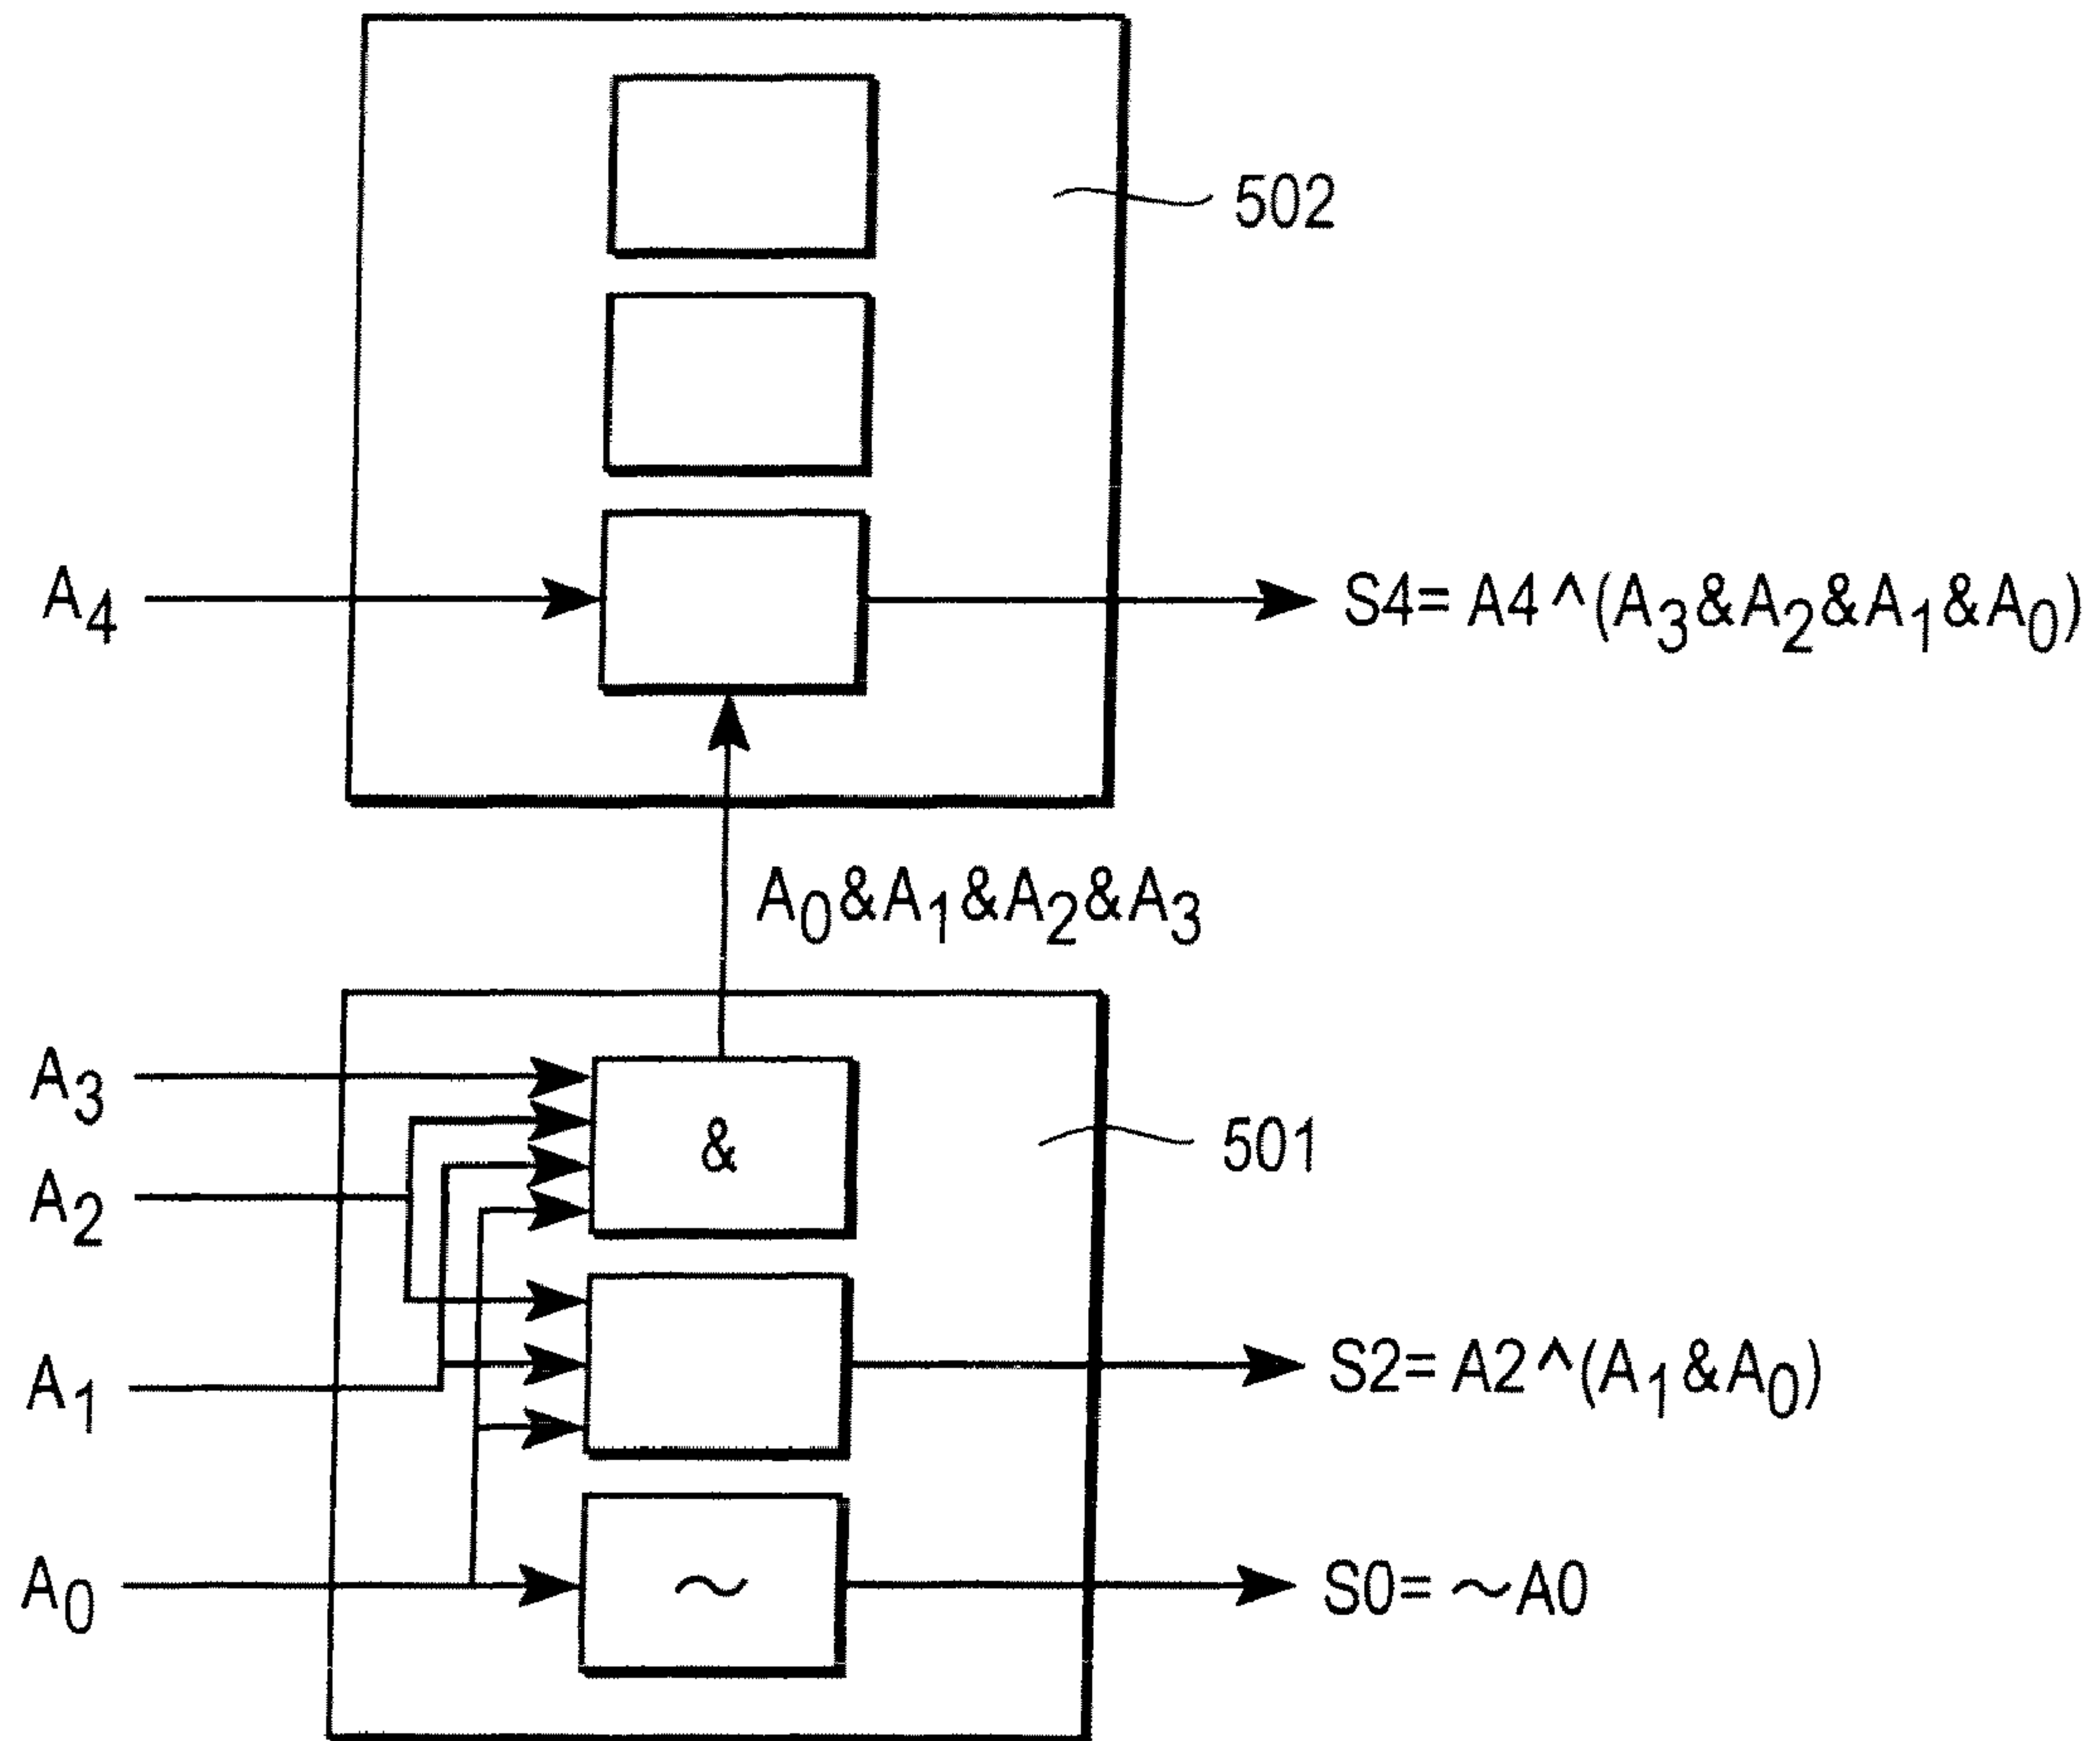 502
A₄
S4= A4^(A₃&A₂&A₁&A₀)
A₀&A₁&A₂&A₃
A₃
&
501
A₂
A₁
S2= A2^(A₁&A₀)
A₀
~
S0= ~A0